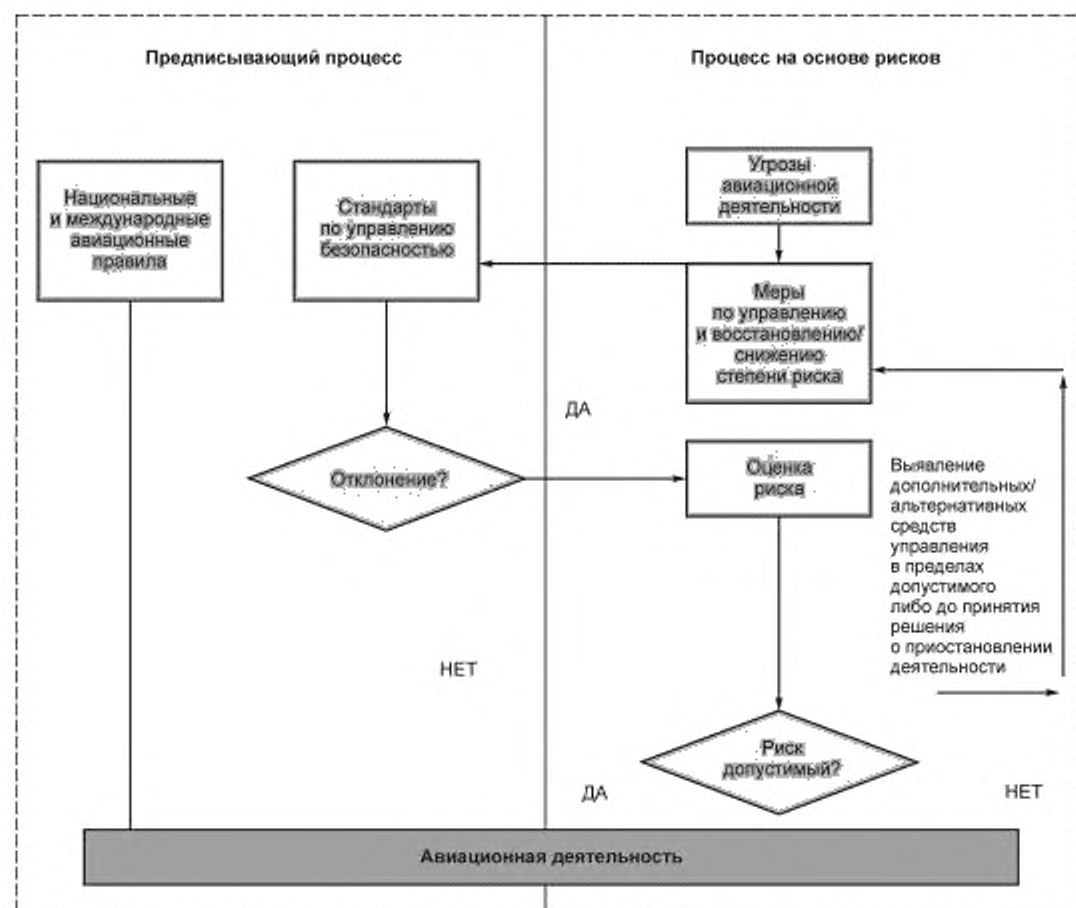 Предписывающий процесс
Процесс на основе рисков
Национальные
и международные
авиационные
правила
Стандарты
по управлению
безопасностью
Угрозы
авиационной
деятельности
Меры
по управлению
и восстановлению/
снижению
степени риска
ДА
Отклонение?
Оценка
риска
Выявление
дополнительных/
альтернативных
средств
управления
в пределах
допустимого
либо до принятия
решения
о приостановлении
деятельности
НЕТ
Риск
допустимый?
ДА
НЕТ
Авиационная деятельность